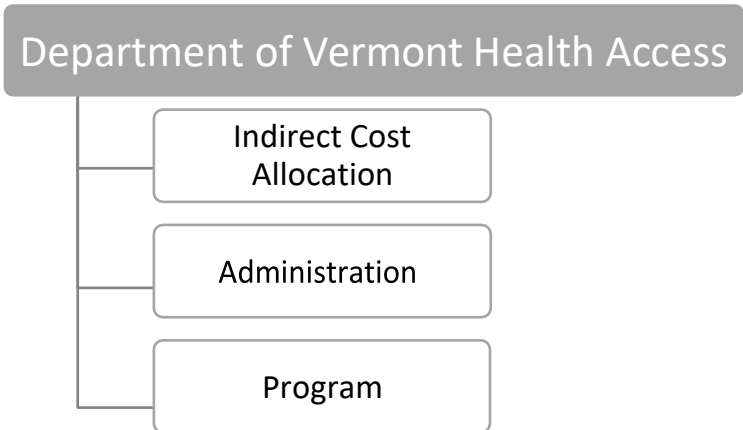 Department of Vermont Health Access
Indirect Cost
Allocation
Administration
Program